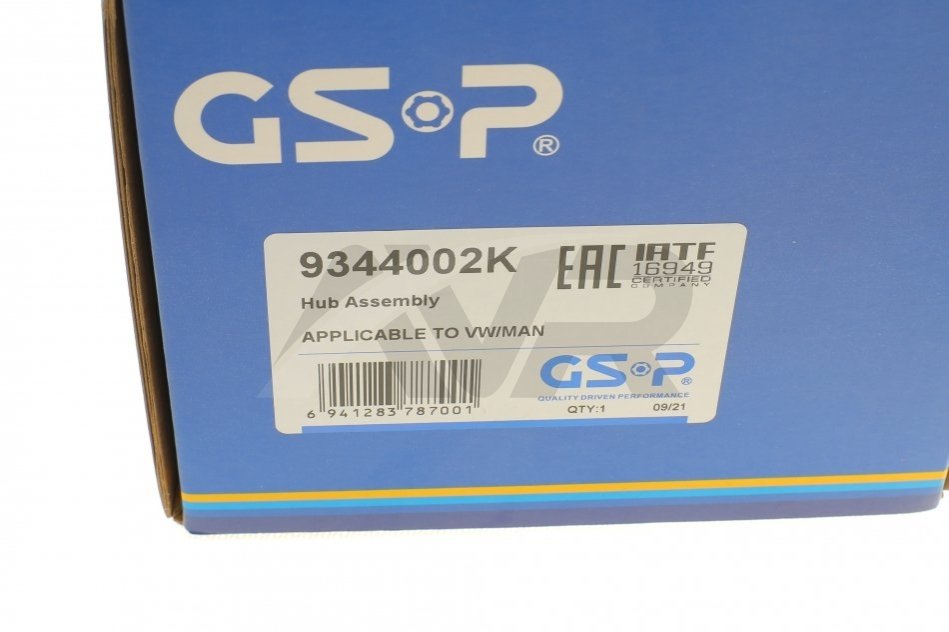 GS·P®
9344002K
Hub Assembly
APPLICABLE TO VW/MAN
EAC
IATF
16949
CERTIFIED
COMPANY
GS·P®
QUALITY DRIVEN PERFORMANCE
6 941283 787001
QTY:1 09/21
AVR